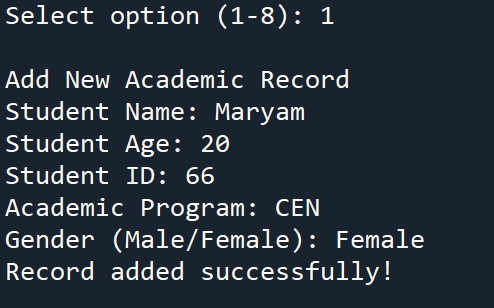 Select option (1-8): 1
Add New Academic Record
Student Name: Maryam
Student Age: 20
Student ID: 66
Academic Program: CEN
Gender (Male/Female): Female
Record added successfully!